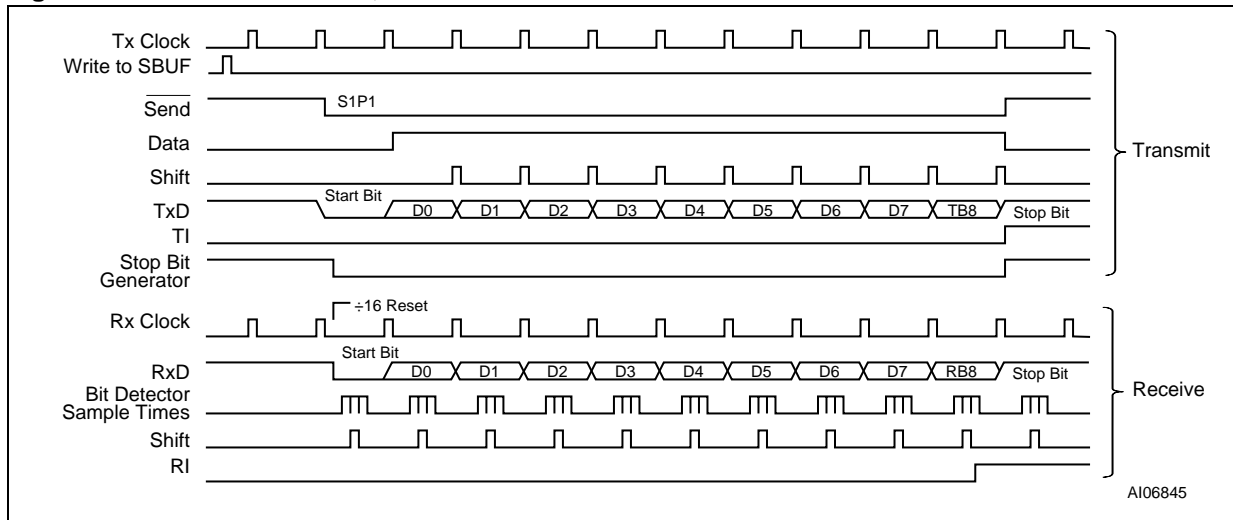 Tx Clock
Write to SBUF
Send
S1P1
Data
Transmit
Shift
Start Bit
TxD
D0 D1 D2 D3 D4 D5 D6 D7 TB8
Stop Bit
TI
Stop Bit
Generator
÷16 Reset
Rx Clock
Start Bit
RxD
D0 D1 D2 D3 D4 D5 D6 D7 RB8
Stop Bit
Bit Detector
Sample Times
Receive
Shift
RI
AI06845